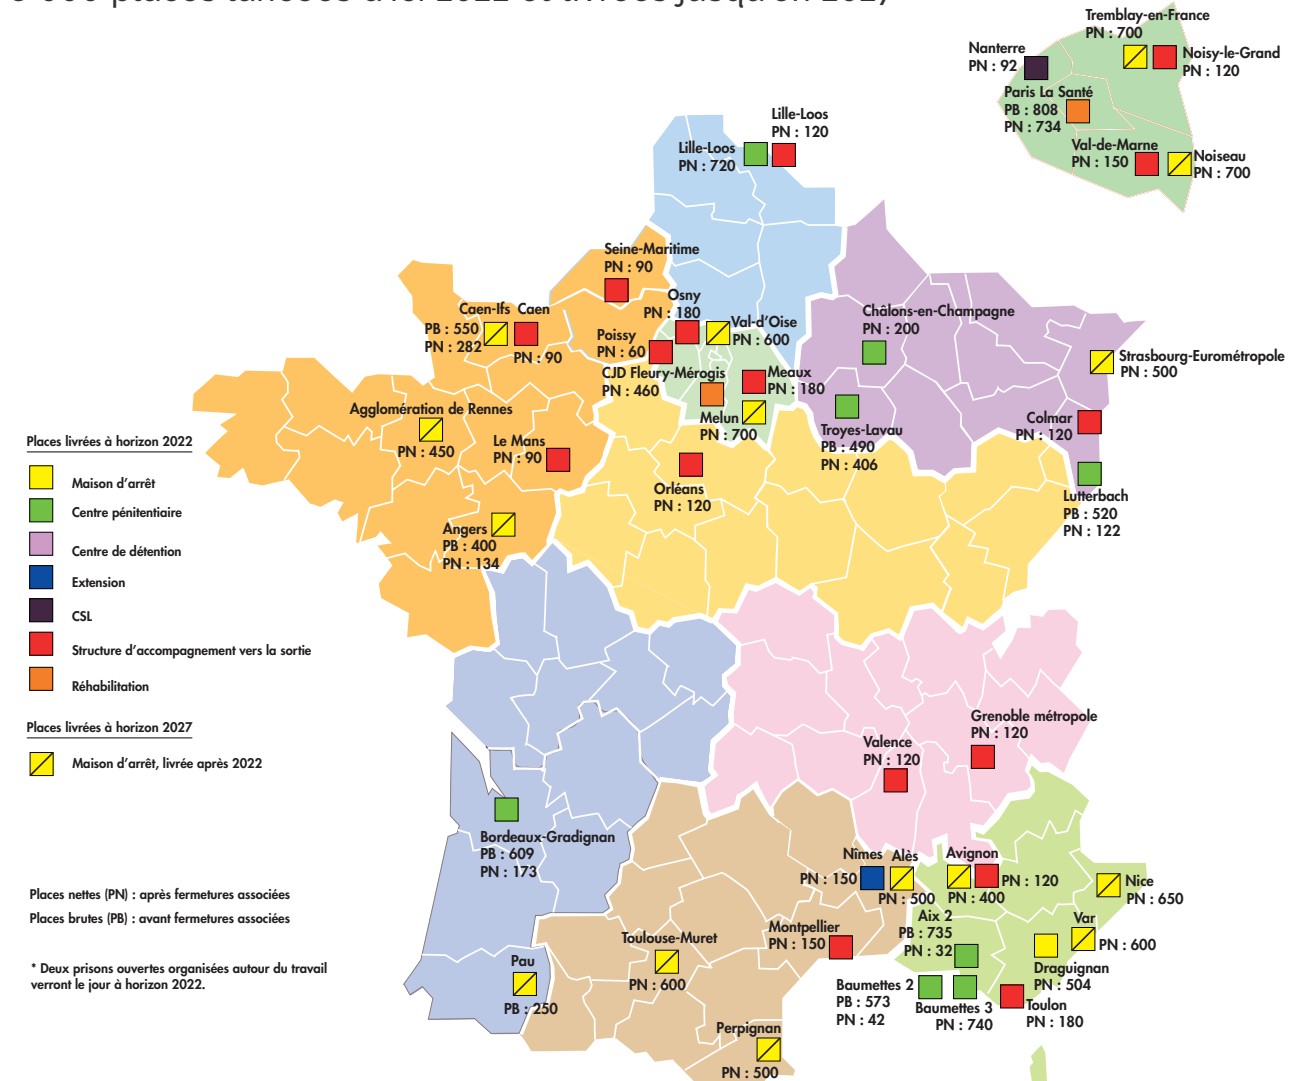 5 000 places lancées d'ici 2022 et livrées jusqu'en 2027
Tremblay-en-France
PN : 700
Nanterre
PN : 92
Noisy-le-Grand
PN : 120
Paris La Santé
PB : 808
PN : 734
Val-de-Marne
PN : 150
Noiseau
PN : 700
Lille-Loos
PN : 120
Lille-Loos
PN : 720
Seine-Maritime
PN : 90
Osny
PN : 180
Caen-Ifs
PB : 550
PN : 282
Caen
PN : 90
Poissy
PN : 60
Val-d'Oise
PN : 600
Châlons-en-Champagne
PN : 200
Strasbourg-Eurométropole
PN : 500
CJD Fleury-Mérogis
PN : 460
Meaux
PN : 180
Melun
PN : 700
Troyes-Lavau
PB : 490
PN : 406
Colmar
PN : 120
Lutterbach
PB : 520
PN : 122
Agglomération de Rennes
PN : 450
Le Mans
PN : 90
Orléans
PN : 120
Angers
PB : 400
PN : 134
Places livrées à horizon 2022
Maison d'arrêt
Centre pénitentiaire
Centre de détention
Extension
CSL
Structure d'accompagnement vers la sortie
Réhabilitation
Places livrées à horizon 2027
Maison d'arrêt, livrée après 2022
Grenoble métropole
PN : 120
Valence
PN : 120
Bordeaux-Gradignan
PB : 609
PN : 173
Nîmes
PN : 150
Alès
PN : 500
Avignon
PN : 120
PN : 400
Nice
PN : 650
Aix 2
PB : 735
PN : 32
Var
PN : 600
Draguignan
PN : 504
Montpellier
PN : 150
Toulouse-Muret
PN : 600
Pau
PB : 250
Baumettes 2
PB : 573
PN : 42
Baumettes 3
PN : 740
Toulon
PN : 180
Perpignan
PN : 500
Places nettes (PN) : après fermetures associées
Places brutes (PB) : avant fermetures associées
* Deux prisons ouvertes organisées autour du travail
verront le jour à horizon 2022.